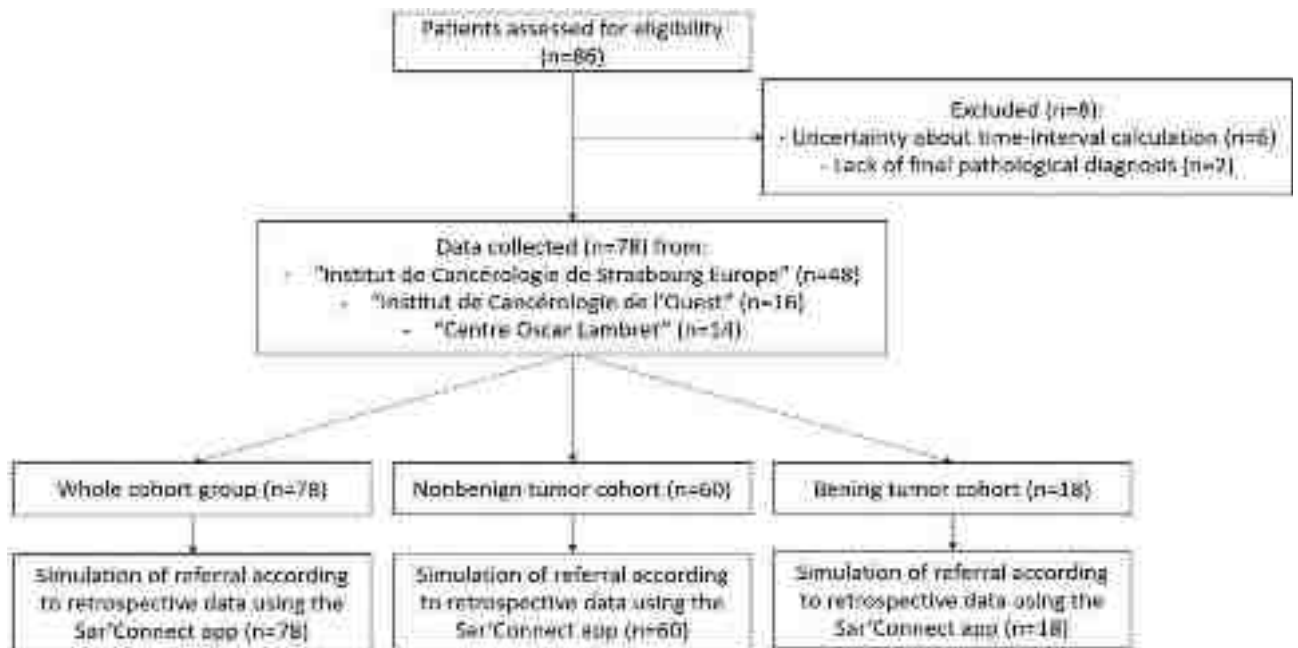 Patients assessed for eligibility
(n=86)
Excluded (n=8):
- Uncertainty about time-interval calculation (n=6)
- Lack of final pathological diagnosis (n=2)
Data collected (n=78) from:
- "Institut de Cancérologie de Strasbourg Europe" (n=48)
- "Institut de Cancérologie de l'Ouest" (n=16)
- "Centre Oscar Lambret" (n=14)
Whole cohort group (n=78)
Nonbenign tumor cohort (n=60)
Bening tumor cohort (n=18)
Simulation of referral according
to retrospective data using the
Sar'Connect app (n=78)
Simulation of referral according
to retrospective data using the
Sar'Connect app (n=60)
Simulation of referral according
to retrospective data using the
Sar'Connect app (n=18)